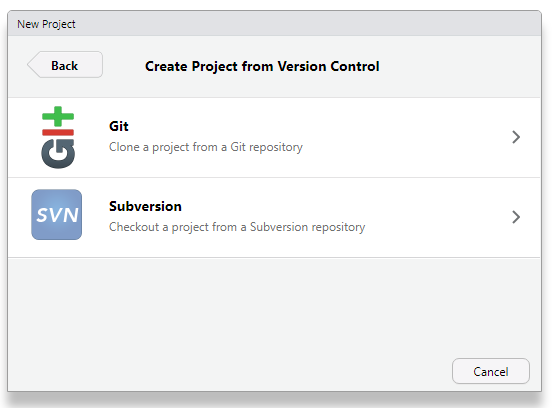 New Project
Back
Create Project from Version Control
git
Git
Clone a project from a Git repository
SVN
Subversion
Checkout a project from a Subversion repository
Cancel